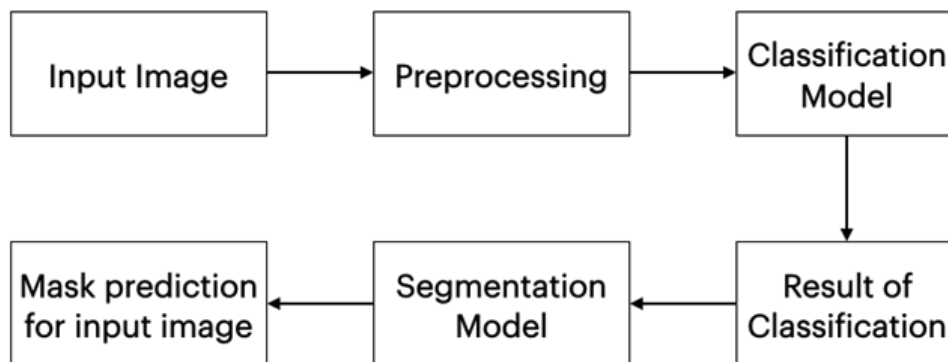 Input Image
Preprocessing
Classification
Model
Result of
Classification
Segmentation
Model
Mask prediction
for input image